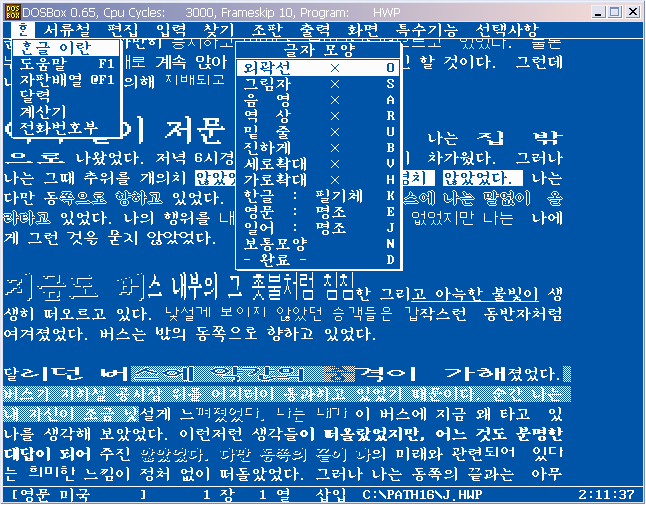 DOSBox 0.65, Cpu Cycles: 3000, Frameskip 10, Program: HWP
ᄒᆞᆫ 서류철 편집 입력 찾기 조판 출력 화면 특수기능 선택사항
ᄒᆞᆫ글 이란
도움말 F1
자판배열 @F1
달력
계산기
전화번호부
글자 모양
외곽선 × O
그림자 × S
음 영 × A
역 상 × R
밑 줄 × U
진하게 × B
세로확대 × V
가로확대 × H
한글 : 필기체 K
영문 : 명조 E
일어 : 명조 J
보통모양 N
- 완료 - D
계속 앉아
할 것이다. 그런데
의해 지배되고
저문
나는 집 밖
으로 나왔었다. 저녁 6시경
차가웠다. 그러나
나는 그때 추위를 개의치 않았
않았었다. 나는
다만 동쪽으로 향하고 있었다.
스에 나는 말없이 올
라타고 있었다. 나의 행위를
없었지만 나는 나에
게 그런 것을 묻지 않았었다.
지금도 버스 내부의 그 촛불처럼 침침한 그리고 아늑한 불빛이 생
생히 떠오르고 있다. 낯설게 보이지 않았던 승객들은 갑작스런 동반자처럼
여겨졌었다. 버스는 밖의 동쪽으로 향하고 있었다.
달리던 버스에 약간의 충격이 가해졌었다.
버스가 지하철 공사장 위를 어지러이 통과하고 있었기 때문이다. 순간 나는
내 자신이 조금 낯설게 느껴졌었다. 나는 내가 이 버스에 지금 왜 타고 있
나를 생각해 보았었다. 이런저런 생각들이 떠올랐었지만, 어느 것도 분명한
대답이 되어 주진 않았었다. 다만 동쪽의 끝이 나의 미래와 관련되어 있다
는 희미한 느낌이 정처 없이 떠돌았었다. 그러나 나는 동쪽의 끝과는 아무
[영문 미국 ] 1 장 1 열 삽입 C:\PATH16\J.HWP 2:11:37